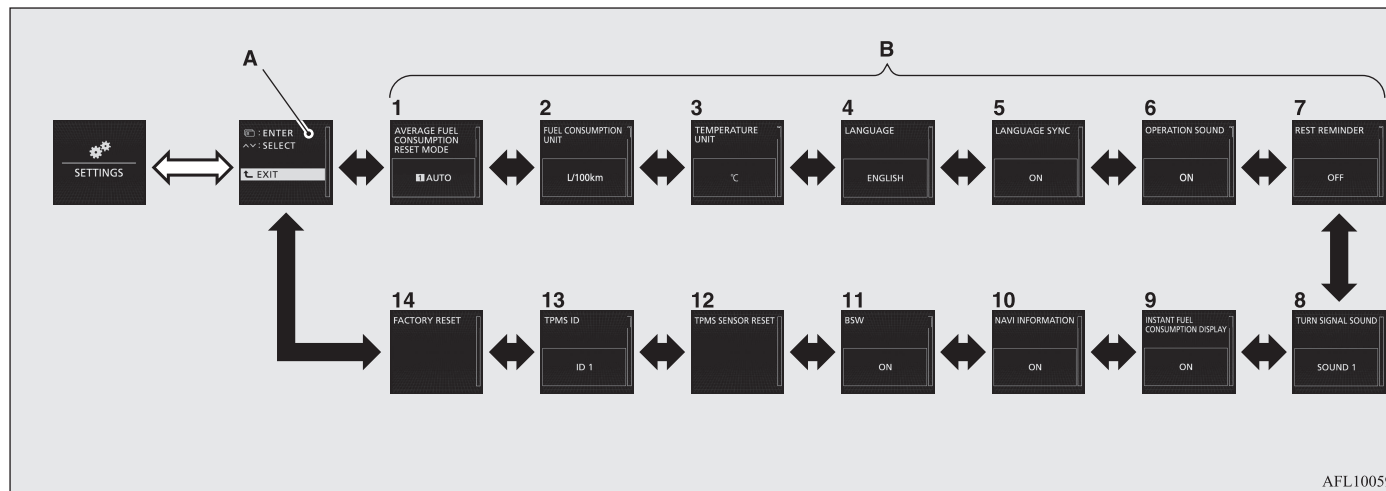 A
B
SETTINGS
: ENTER
: SELECT
EXIT
1
AVERAGE FUEL
CONSUMPTION
RESET MODE
1 AUTO
2
FUEL CONSUMPTION
UNIT
L/100km
3
TEMPERATURE
UNIT
℃
4
LANGUAGE
ENGLISH
5
LANGUAGE SYNC
ON
6
OPERATION SOUND
ON
7
REST REMINDER
OFF
14
FACTORY RESET
13
TPMS ID
ID 1
12
TPMS SENSOR RESET
11
BSW
ON
10
NAVI INFORMATION
ON
9
INSTANT FUEL
CONSUMPTION DISPLAY
ON
8
TURN SIGNAL SOUND
SOUND 1